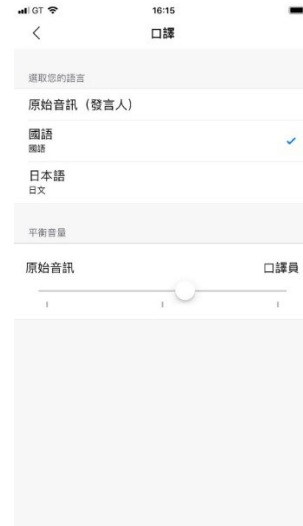 GT 16:15
口譯
選取您的語言
原始音訊（發言人）
國語
國語
日本語
日文
平衡音量
原始音訊 口譯員